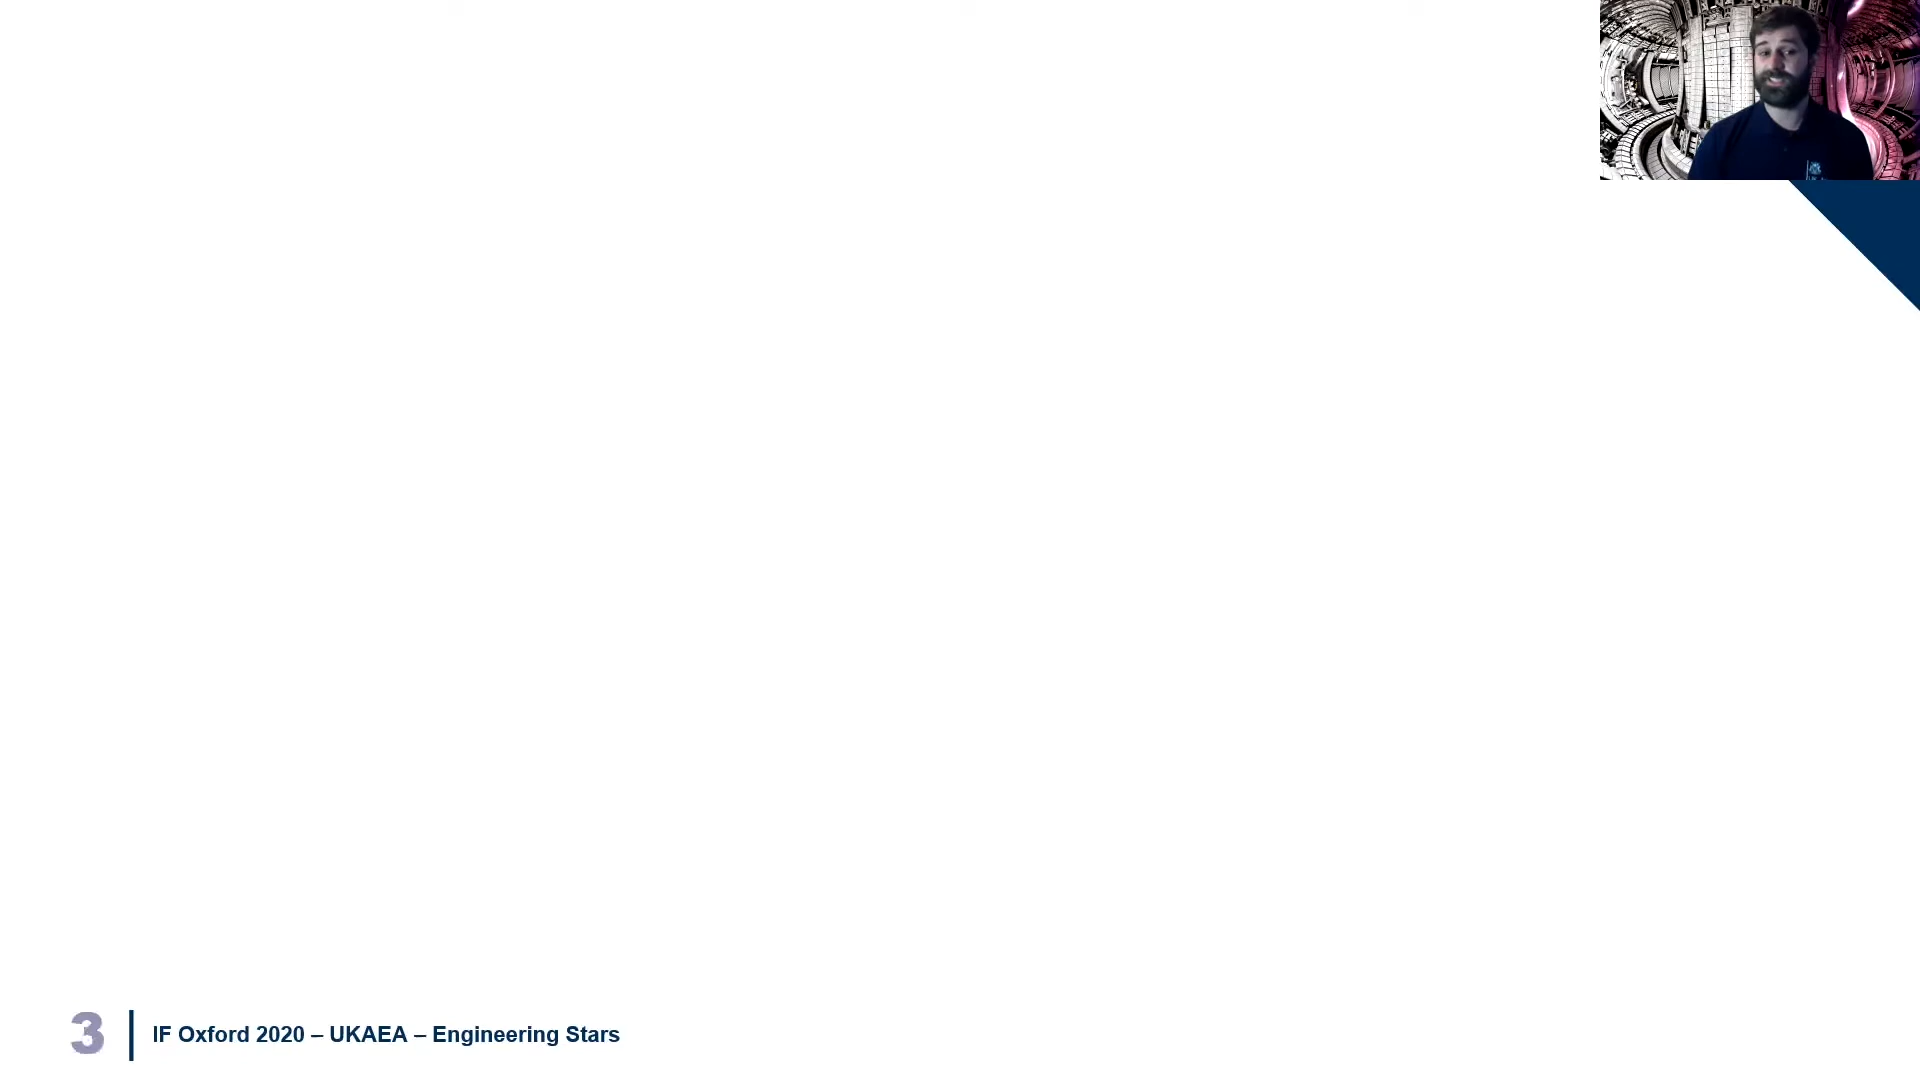 3
IF Oxford 2020 – UKAEA – Engineering Stars